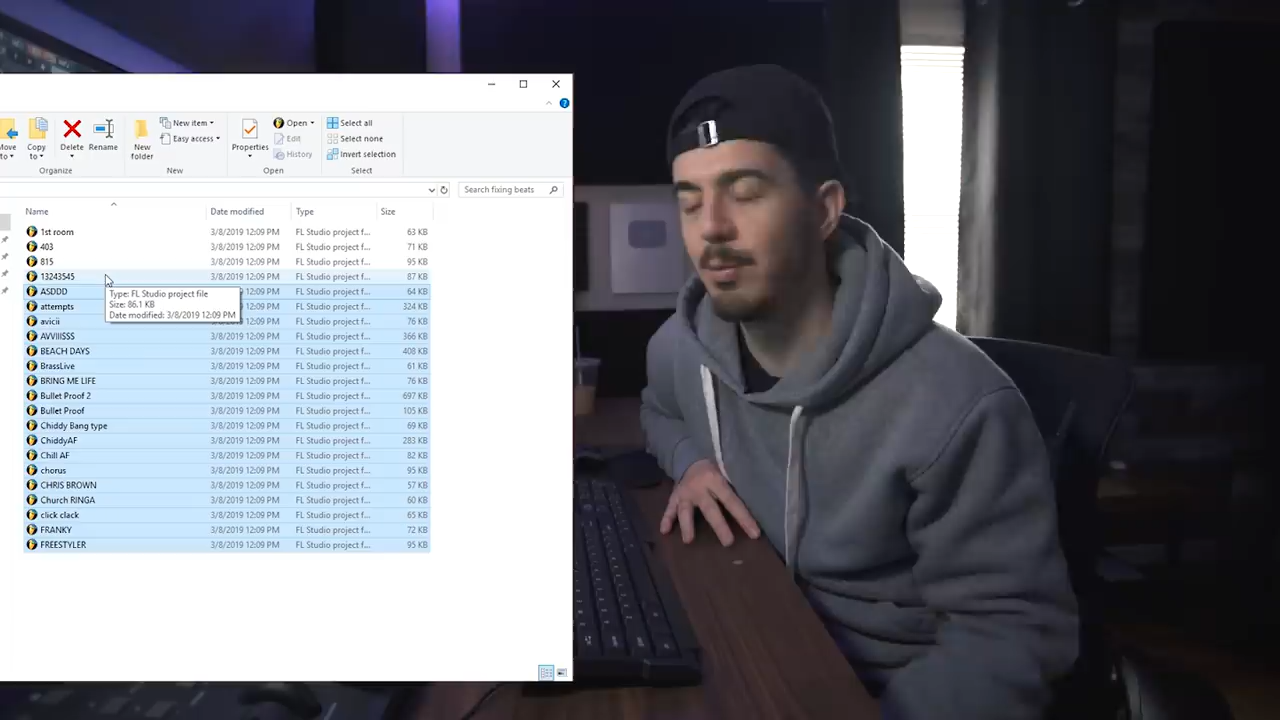 New item
Open
Select all
Easy access
Edit
Select none
Move to
Copy to
Delete
Rename
New folder
Properties
History
Invert selection
Organize
New
Open
Select
Search fixing beats
Name Date modified Type Size
1st room 3/8/2019 12:09 PM FL Studio project f... 63 KB
403 3/8/2019 12:09 PM FL Studio project f... 71 KB
815 3/8/2019 12:09 PM FL Studio project f... 95 KB
13243545 3/8/2019 12:09 PM FL Studio project f... 87 KB
ASDDD 3/8/2019 12:09 PM FL Studio project f... 64 KB
Type: FL Studio project file
Size: 86.1 KB
Date modified: 3/8/2019 12:09 PM
attempts FL Studio project f... 324 KB
avicii 3/8/2019 12:09 PM FL Studio project f... 76 KB
AVVIIISSS 3/8/2019 12:09 PM FL Studio project f... 366 KB
BEACH DAYS 3/8/2019 12:09 PM FL Studio project f... 408 KB
BrassLive 3/8/2019 12:09 PM FL Studio project f... 61 KB
BRING ME LIFE 3/8/2019 12:09 PM FL Studio project f... 76 KB
Bullet Proof 2 3/8/2019 12:09 PM FL Studio project f... 697 KB
Bullet Proof 3/8/2019 12:09 PM FL Studio project f... 105 KB
Chiddy Bang type 3/8/2019 12:09 PM FL Studio project f... 69 KB
ChiddyAF 3/8/2019 12:09 PM FL Studio project f... 283 KB
Chill AF 3/8/2019 12:09 PM FL Studio project f... 82 KB
chorus 3/8/2019 12:09 PM FL Studio project f... 95 KB
CHRIS BROWN 3/8/2019 12:09 PM FL Studio project f... 57 KB
Church RINGA 3/8/2019 12:09 PM FL Studio project f... 60 KB
click clack 3/8/2019 12:09 PM FL Studio project f... 65 KB
FRANKY 3/8/2019 12:09 PM FL Studio project f... 72 KB
FREESTYLER 3/8/2019 12:09 PM FL Studio project f... 95 KB